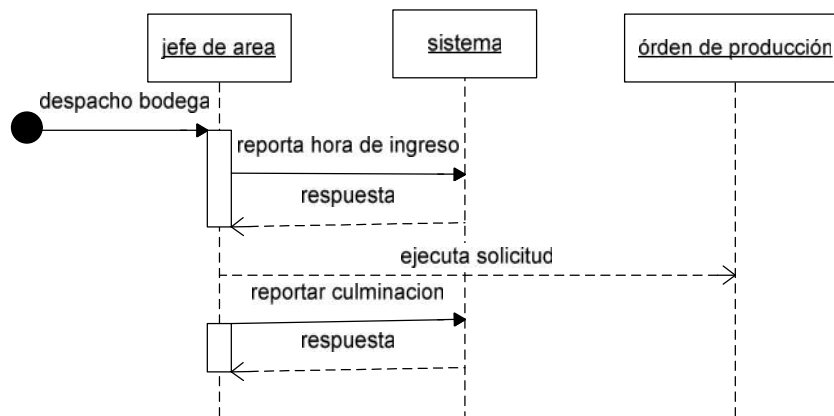 jefe de area
sistema
órden de producción
despacho bodega
reporta hora de ingreso
respuesta
ejecuta solicitud
reportar culminacion
respuesta